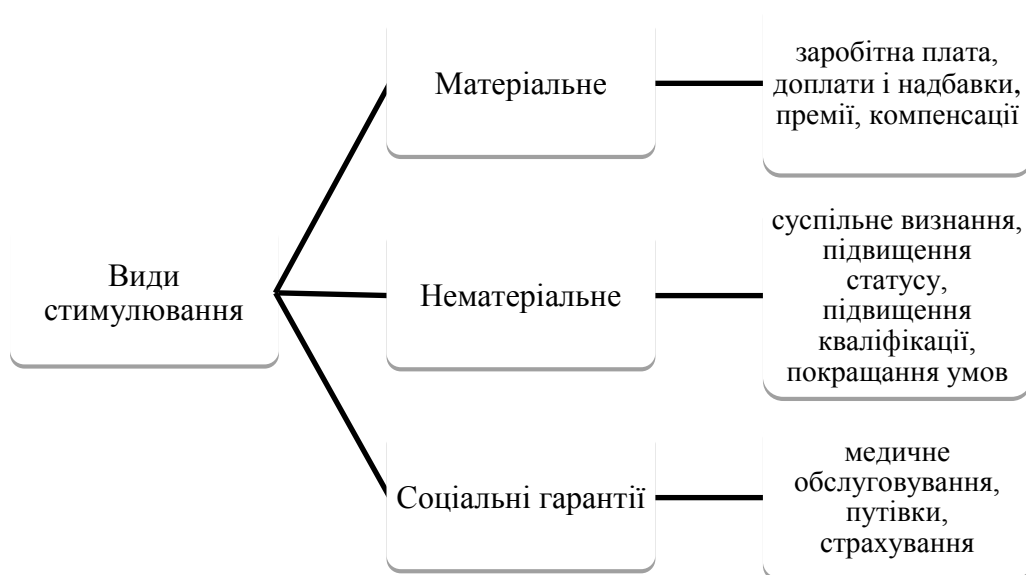 Види
стимулювання
Матеріальне
заробітна плата,
доплати і надбавки,
премії, компенсації
Нематеріальне
суспільне визнання,
підвищення
статусу,
підвищення
кваліфікації,
покращання умов
Соціальні гарантії
медичне
обслуговування,
путівки,
страхування